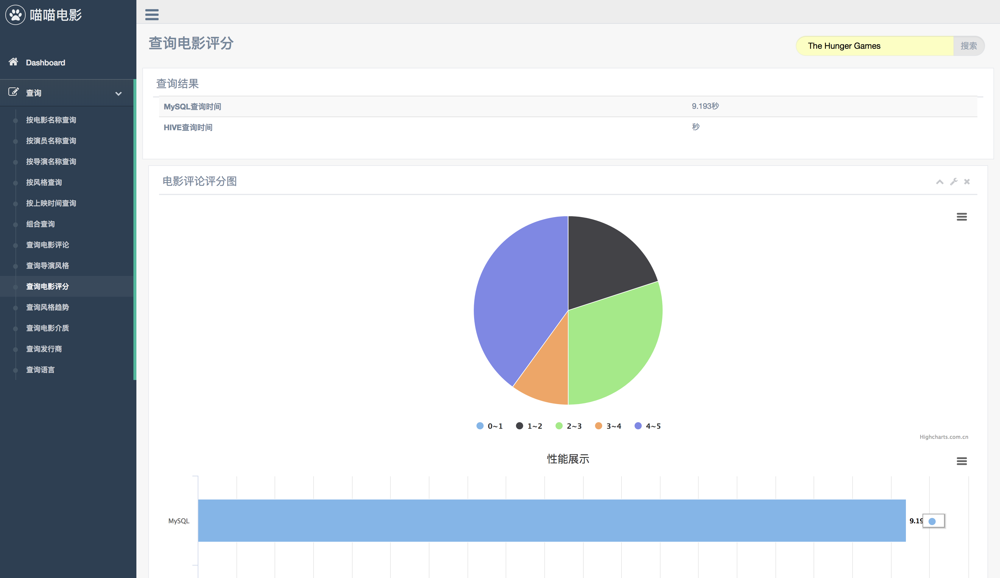 喵喵电影
Dashboard
查询
按电影名称查询
按演员名称查询
按导演名称查询
按风格查询
按上映时间查询
组合查询
查询电影评论
查询导演风格
查询电影评分
查询风格趋势
查询电影介质
查询发行商
查询语言
查询电影评分
The Hunger Games 搜索
查询结果
MySQL查询时间 9.193秒
HIVE查询时间 秒
电影评论评分图
0~1 1~2 2~3 3~4 4~5
Highcharts.com.cn
性能展示
MySQL 9.19